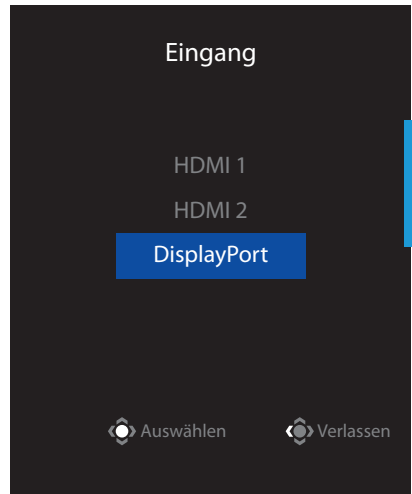 Eingang
HDMI 1
HDMI 2
DisplayPort
Auswählen Verlassen